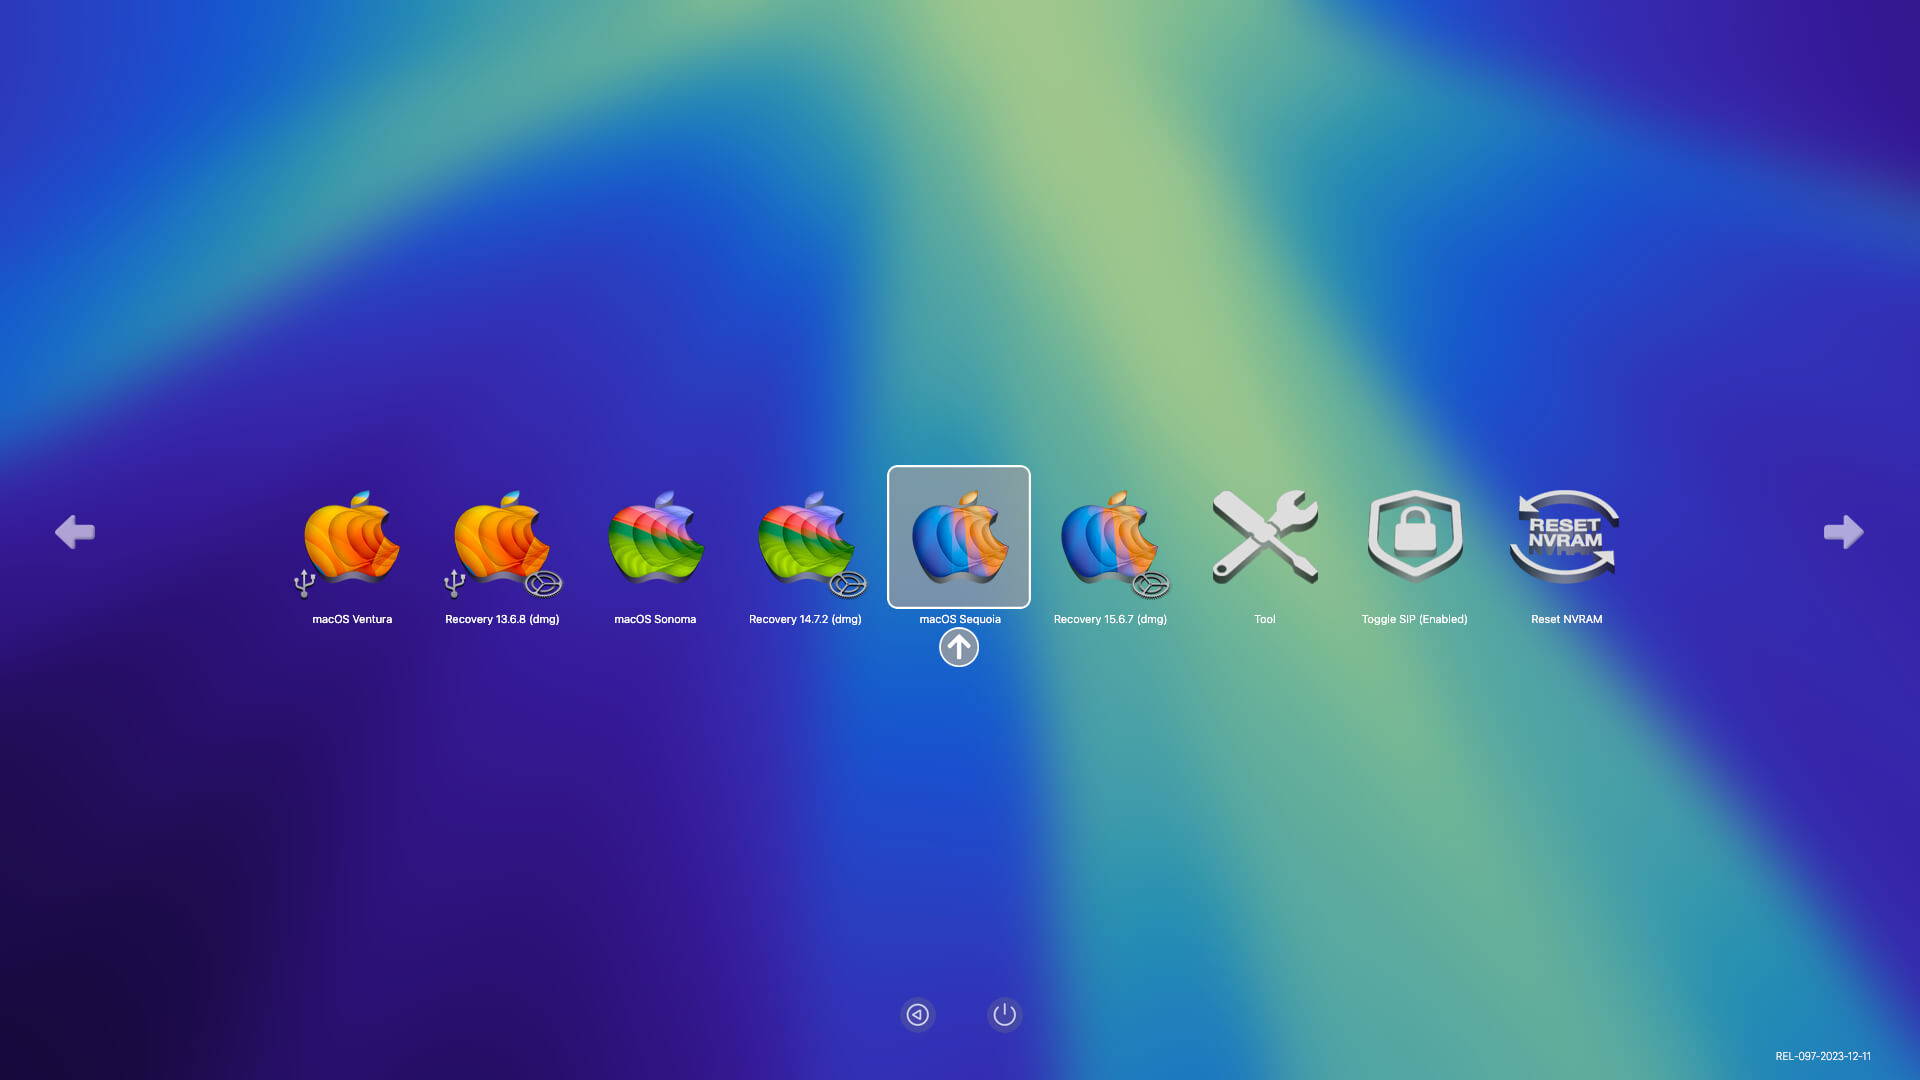 RESET
NVRAM
macOS Ventura
Recovery 13.6.8 (dmg)
macOS Sonoma
Recovery 14.7.2 (dmg)
macOS Sequoia
Recovery 15.6.7 (dmg)
Tool
Toggle SIP (Enabled)
Reset NVRAM
REL-097-2023-12-11